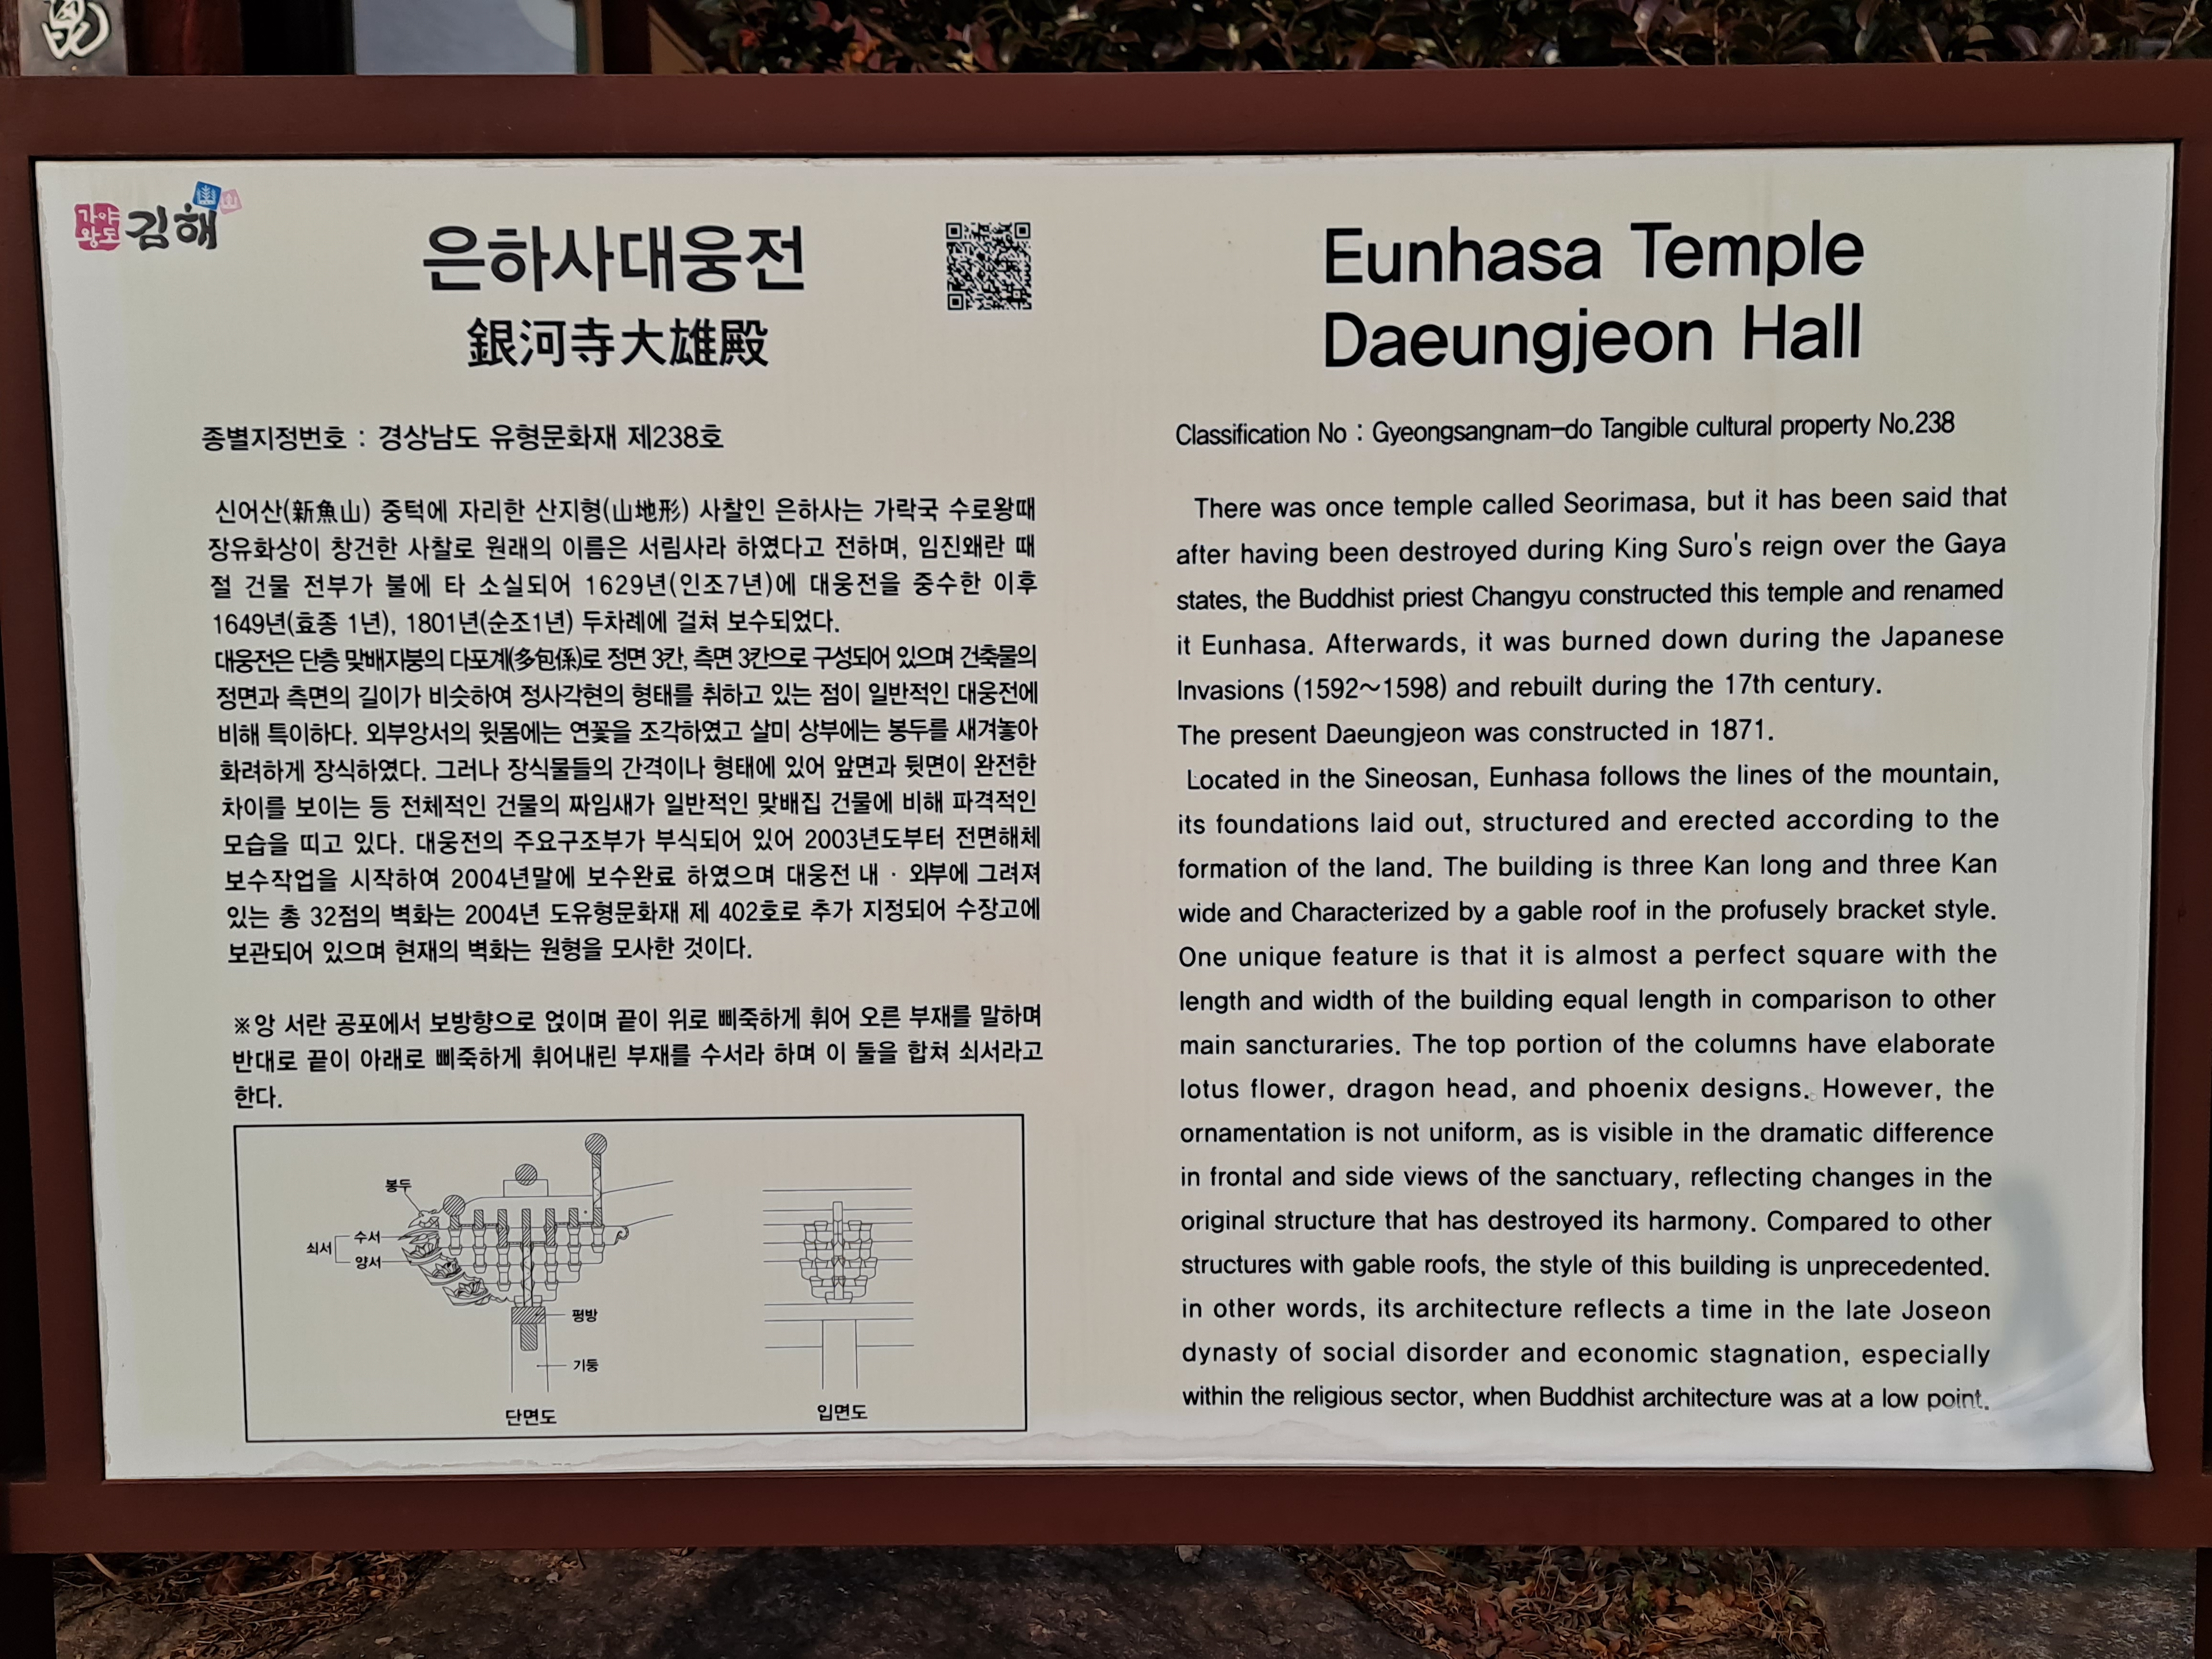 가야
왕도
김해
은하사대웅전
銀河寺大雄殿
종별지정번호 : 경상남도 유형문화재 제238호
신어산(新魚山) 중턱에 자리한 산지형(山地形) 사찰인 은하사는 가락국 수로왕때
장유화상이 창건한 사찰로 원래의 이름은 서림사라 하였다고 전하며, 임진왜란 때
절 건물 전부가 불에 타 소실되어 1629년(인조7년)에 대웅전을 중수한 이후
1649년(효종 1년), 1801년(순조1년) 두차례에 걸쳐 보수되었다.
대웅전은 단층 맞배지붕의 다포계(多包係)로 정면 3칸, 측면 3칸으로 구성되어 있으며 건축물의
정면과 측면의 길이가 비슷하여 정사각현의 형태를 취하고 있는 점이 일반적인 대웅전에
비해 특이하다. 외부앙서의 윗몸에는 연꽃을 조각하였고 살미 상부에는 봉두를 새겨놓아
화려하게 장식하였다. 그러나 장식물들의 간격이나 형태에 있어 앞면과 뒷면이 완전한
차이를 보이는 등 전체적인 건물의 짜임새가 일반적인 맞배집 건물에 비해 파격적인
모습을 띠고 있다. 대웅전의 주요구조부가 부식되어 있어 2003년도부터 전면해체
보수작업을 시작하여 2004년말에 보수완료 하였으며 대웅전 내 · 외부에 그려져
있는 총 32점의 벽화는 2004년 도유형문화재 제 402호로 추가 지정되어 수장고에
보관되어 있으며 현재의 벽화는 원형을 모사한 것이다.
※앙 서란 공포에서 보방향으로 얹이며 끝이 위로 삐죽하게 휘어 오른 부재를 말하며
반대로 끝이 아래로 삐죽하게 휘어내린 부재를 수서라 하며 이 둘을 합쳐 쇠서라고
한다.
봉두
쇠서
수서
양서
평방
기둥
단면도
입면도
Eunhasa Temple
Daeungjeon Hall
Classification No : Gyeongsangnam-do Tangible cultural property No.238
There was once temple called Seorimasa, but it has been said that
after having been destroyed during King Suro's reign over the Gaya
states, the Buddhist priest Changyu constructed this temple and renamed
it Eunhasa. Afterwards, it was burned down during the Japanese
Invasions (1592~1598) and rebuilt during the 17th century.
The present Daeungjeon was constructed in 1871.
Located in the Sineosan, Eunhasa follows the lines of the mountain,
its foundations laid out, structured and erected according to the
formation of the land. The building is three Kan long and three Kan
wide and Characterized by a gable roof in the profusely bracket style.
One unique feature is that it is almost a perfect square with the
length and width of the building equal length in comparison to other
main sancturaries. The top portion of the columns have elaborate
lotus flower, dragon head, and phoenix designs. However, the
ornamentation is not uniform, as is visible in the dramatic difference
in frontal and side views of the sanctuary, reflecting changes in the
original structure that has destroyed its harmony. Compared to other
structures with gable roofs, the style of this building is unprecedented.
in other words, its architecture reflects a time in the late Joseon
dynasty of social disorder and economic stagnation, especially
within the religious sector, when Buddhist architecture was at a low point.